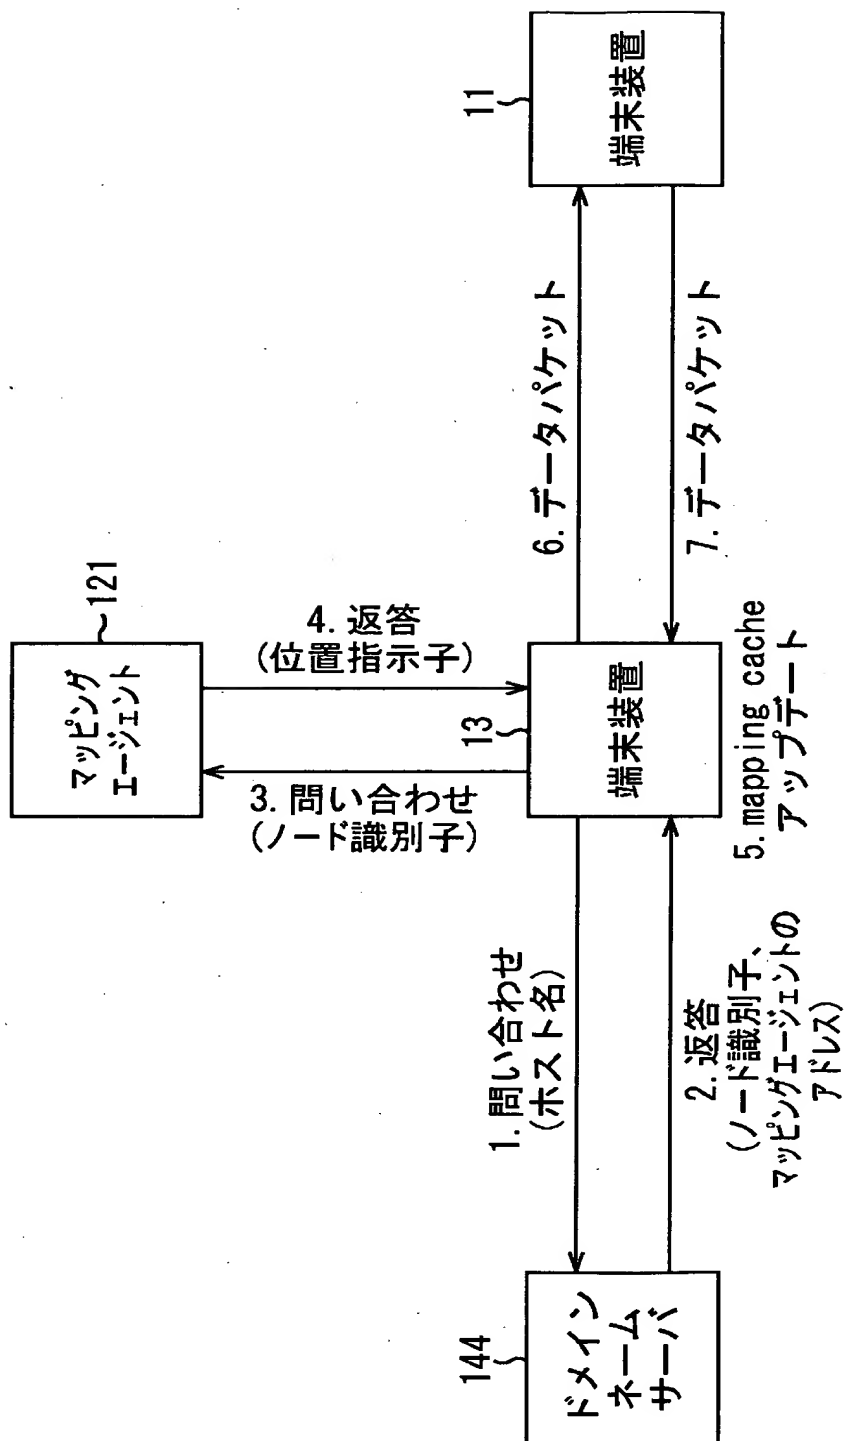 121
マッピング
エージェント
4. 返答
(位置指示子)
3. 問い合わせ
(ノード識別子)
144
ドメイン
ネーム
サーバ
1. 問い合わせ
(ホスト名)
2. 返答
(ノード識別子、
マッピングエージェントの
アドレス)
13
端末装置
5. mapping cache
アップデート
6. データパケット
7. データパケット
11
端末装置